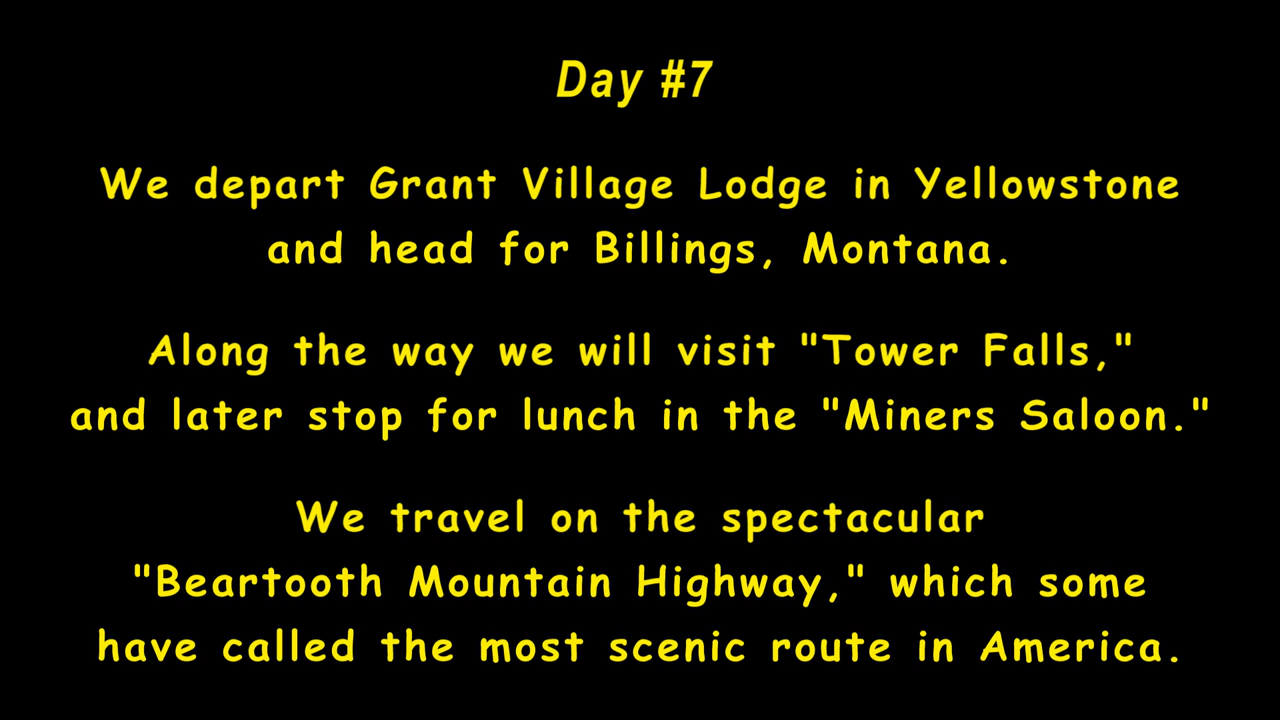 Day #7
We depart Grant Village Lodge in Yellowstone
and head for Billings, Montana.
Along the way we will visit "Tower Falls,"
and later stop for lunch in the "Miners Saloon."
We travel on the spectacular
"Beartooth Mountain Highway," which some
have called the most scenic route in America.